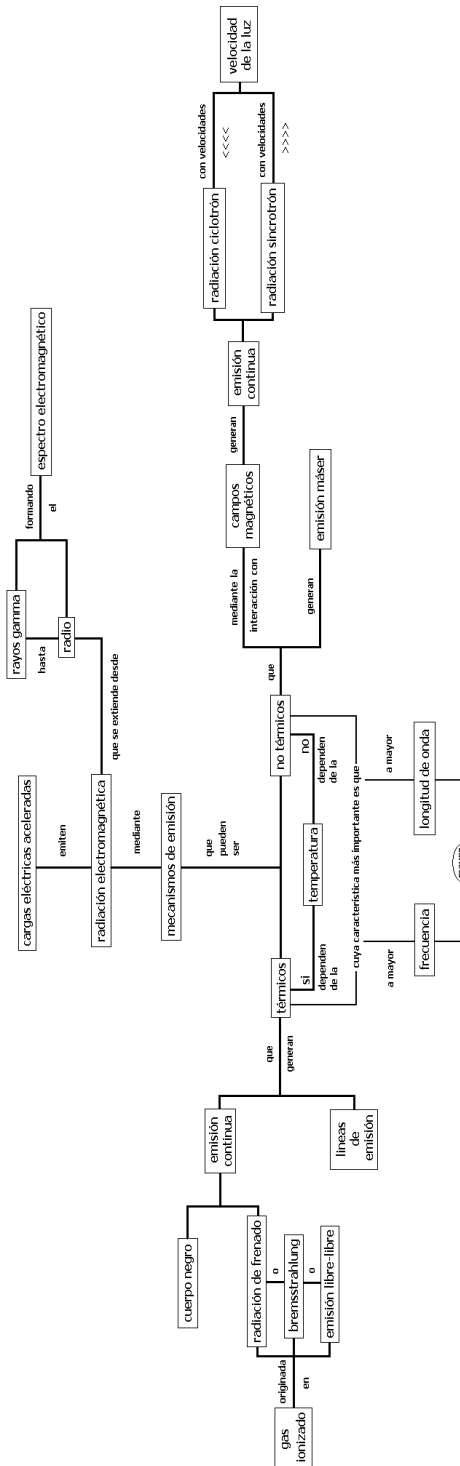 cargas eléctricas aceleradas
emiten
radiación electromagnética
que se extiende desde
radio
hasta
rayos gamma
formando
el
espectro electromagnético
mediante
mecanismos de emisión
que
pueden
ser
térmicos
no térmicos
si
dependen
de la
temperatura
no
dependen
de la
que
generan
emisión
continua
cuerpo negro
radiación de frenado
o
bremsstrahlung
o
emisión libre-libre
originada
en
gas
ionizado
lineas
de
emisión
que
mediante la
interacción con
campos
magnéticos
generan
emisión
continua
radiación ciclotrón
con velocidades
<<<<
radiación sincrotrón
con velocidades
>>>>
velocidad
de la luz
generan
emisión máser
cuya característica más importante es que
a mayor
frecuencia
a mayor
longitud de onda